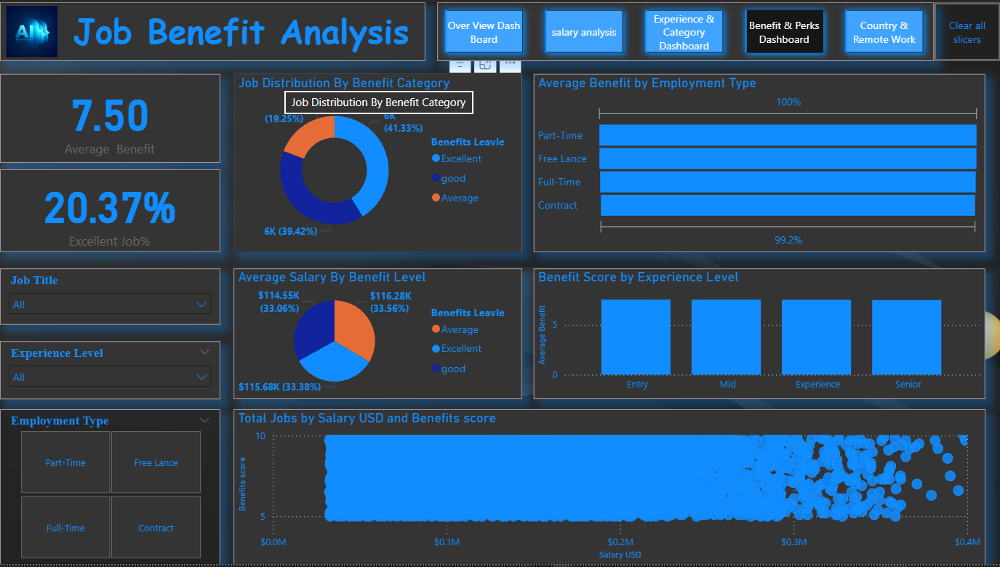 AI
Job Benefit Analysis
Over View Dash
Board
salary analysis
Experience &
Category
Dashboard
Benefit & Perks
Dashboard
Country &
Remote Work
Clear all
slicers
7.50
Average Benefit
20.37%
Excellent Job%
Job Title
All
Experience Level
All
Employment Type
Part-Time
Free Lance
Full-Time
Contract
Job Distribution By Benefit Category
Job Distribution By Benefit Category
(19.25%)
6K
(41.33%)
6K (39.42%)
Benefits Leavle
Excellent
good
Average
Average Benefit by Employment Type
100%
Part-Time
Free Lance
Full-Time
Contract
99.2%
Average Salary By Benefit Level
$114.55K
(33.06%)
$116.28K
(33.56%)
$115.68K (33.38%)
Benefits Leavle
Average
Excellent
good
Benefit Score by Experience Level
Average Benefit
5
0
Entry
Mid
Experience
Senior
Total Jobs by Salary USD and Benefits score
Benefits score
10
5
$0.0M
$0.1M
$0.2M
$0.3M
$0.4M
Salary USD